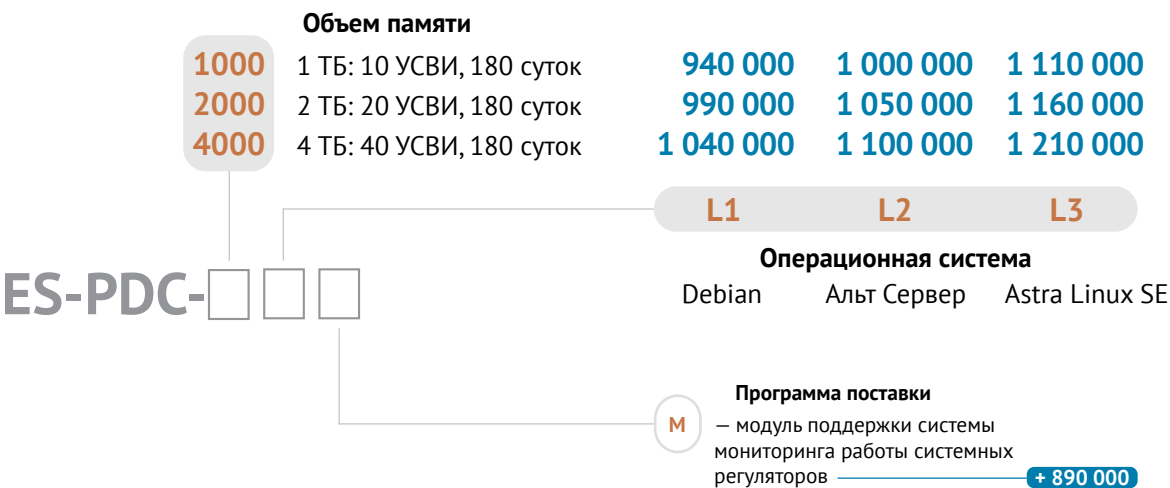 Объем памяти
1000 1 ТБ: 10 УСВИ, 180 суток 940 000 1 000 000 1 110 000
2000 2 ТБ: 20 УСВИ, 180 суток 990 000 1 050 000 1 160 000
4000 4 ТБ: 40 УСВИ, 180 суток 1 040 000 1 100 000 1 210 000
L1 L2 L3
Операционная система
Debian Альт Сервер Astra Linux SE
ES-PDC-
Программа поставки
М — модуль поддержки системы
мониторинга работы системных
регуляторов + 890 000